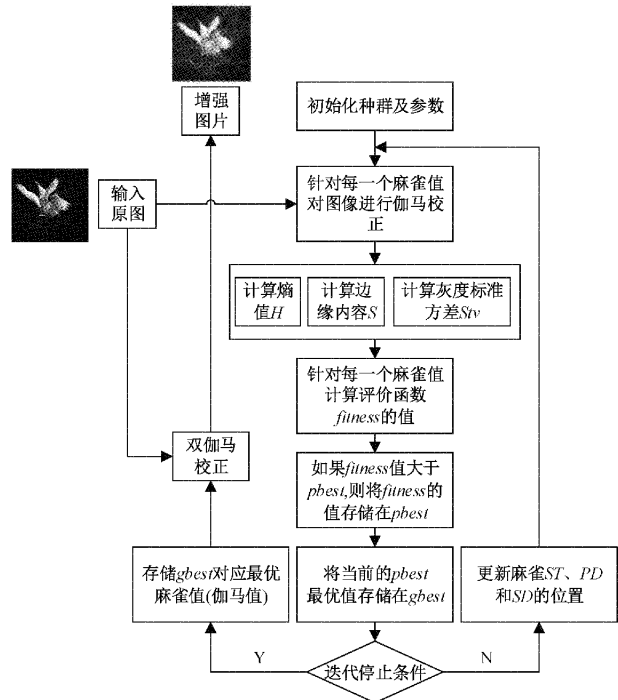 增强
图片
初始化种群及参数
输入
原图
针对每一个麻雀值
对图像进行伽马校
正
计算熵
值H
计算边
缘内容S
计算灰度标准
方差Stv
针对每一个麻雀值
计算评价函数
fitness的值
双伽马
校正
如果fitness值大于
pbest,则将fitness的
值存储在pbest
存储gbest对应最优
麻雀值(伽马值)
将当前的pbest
最优值存储在gbest
更新麻雀ST、PD
和SD的位置
Y
迭代停止条件
N